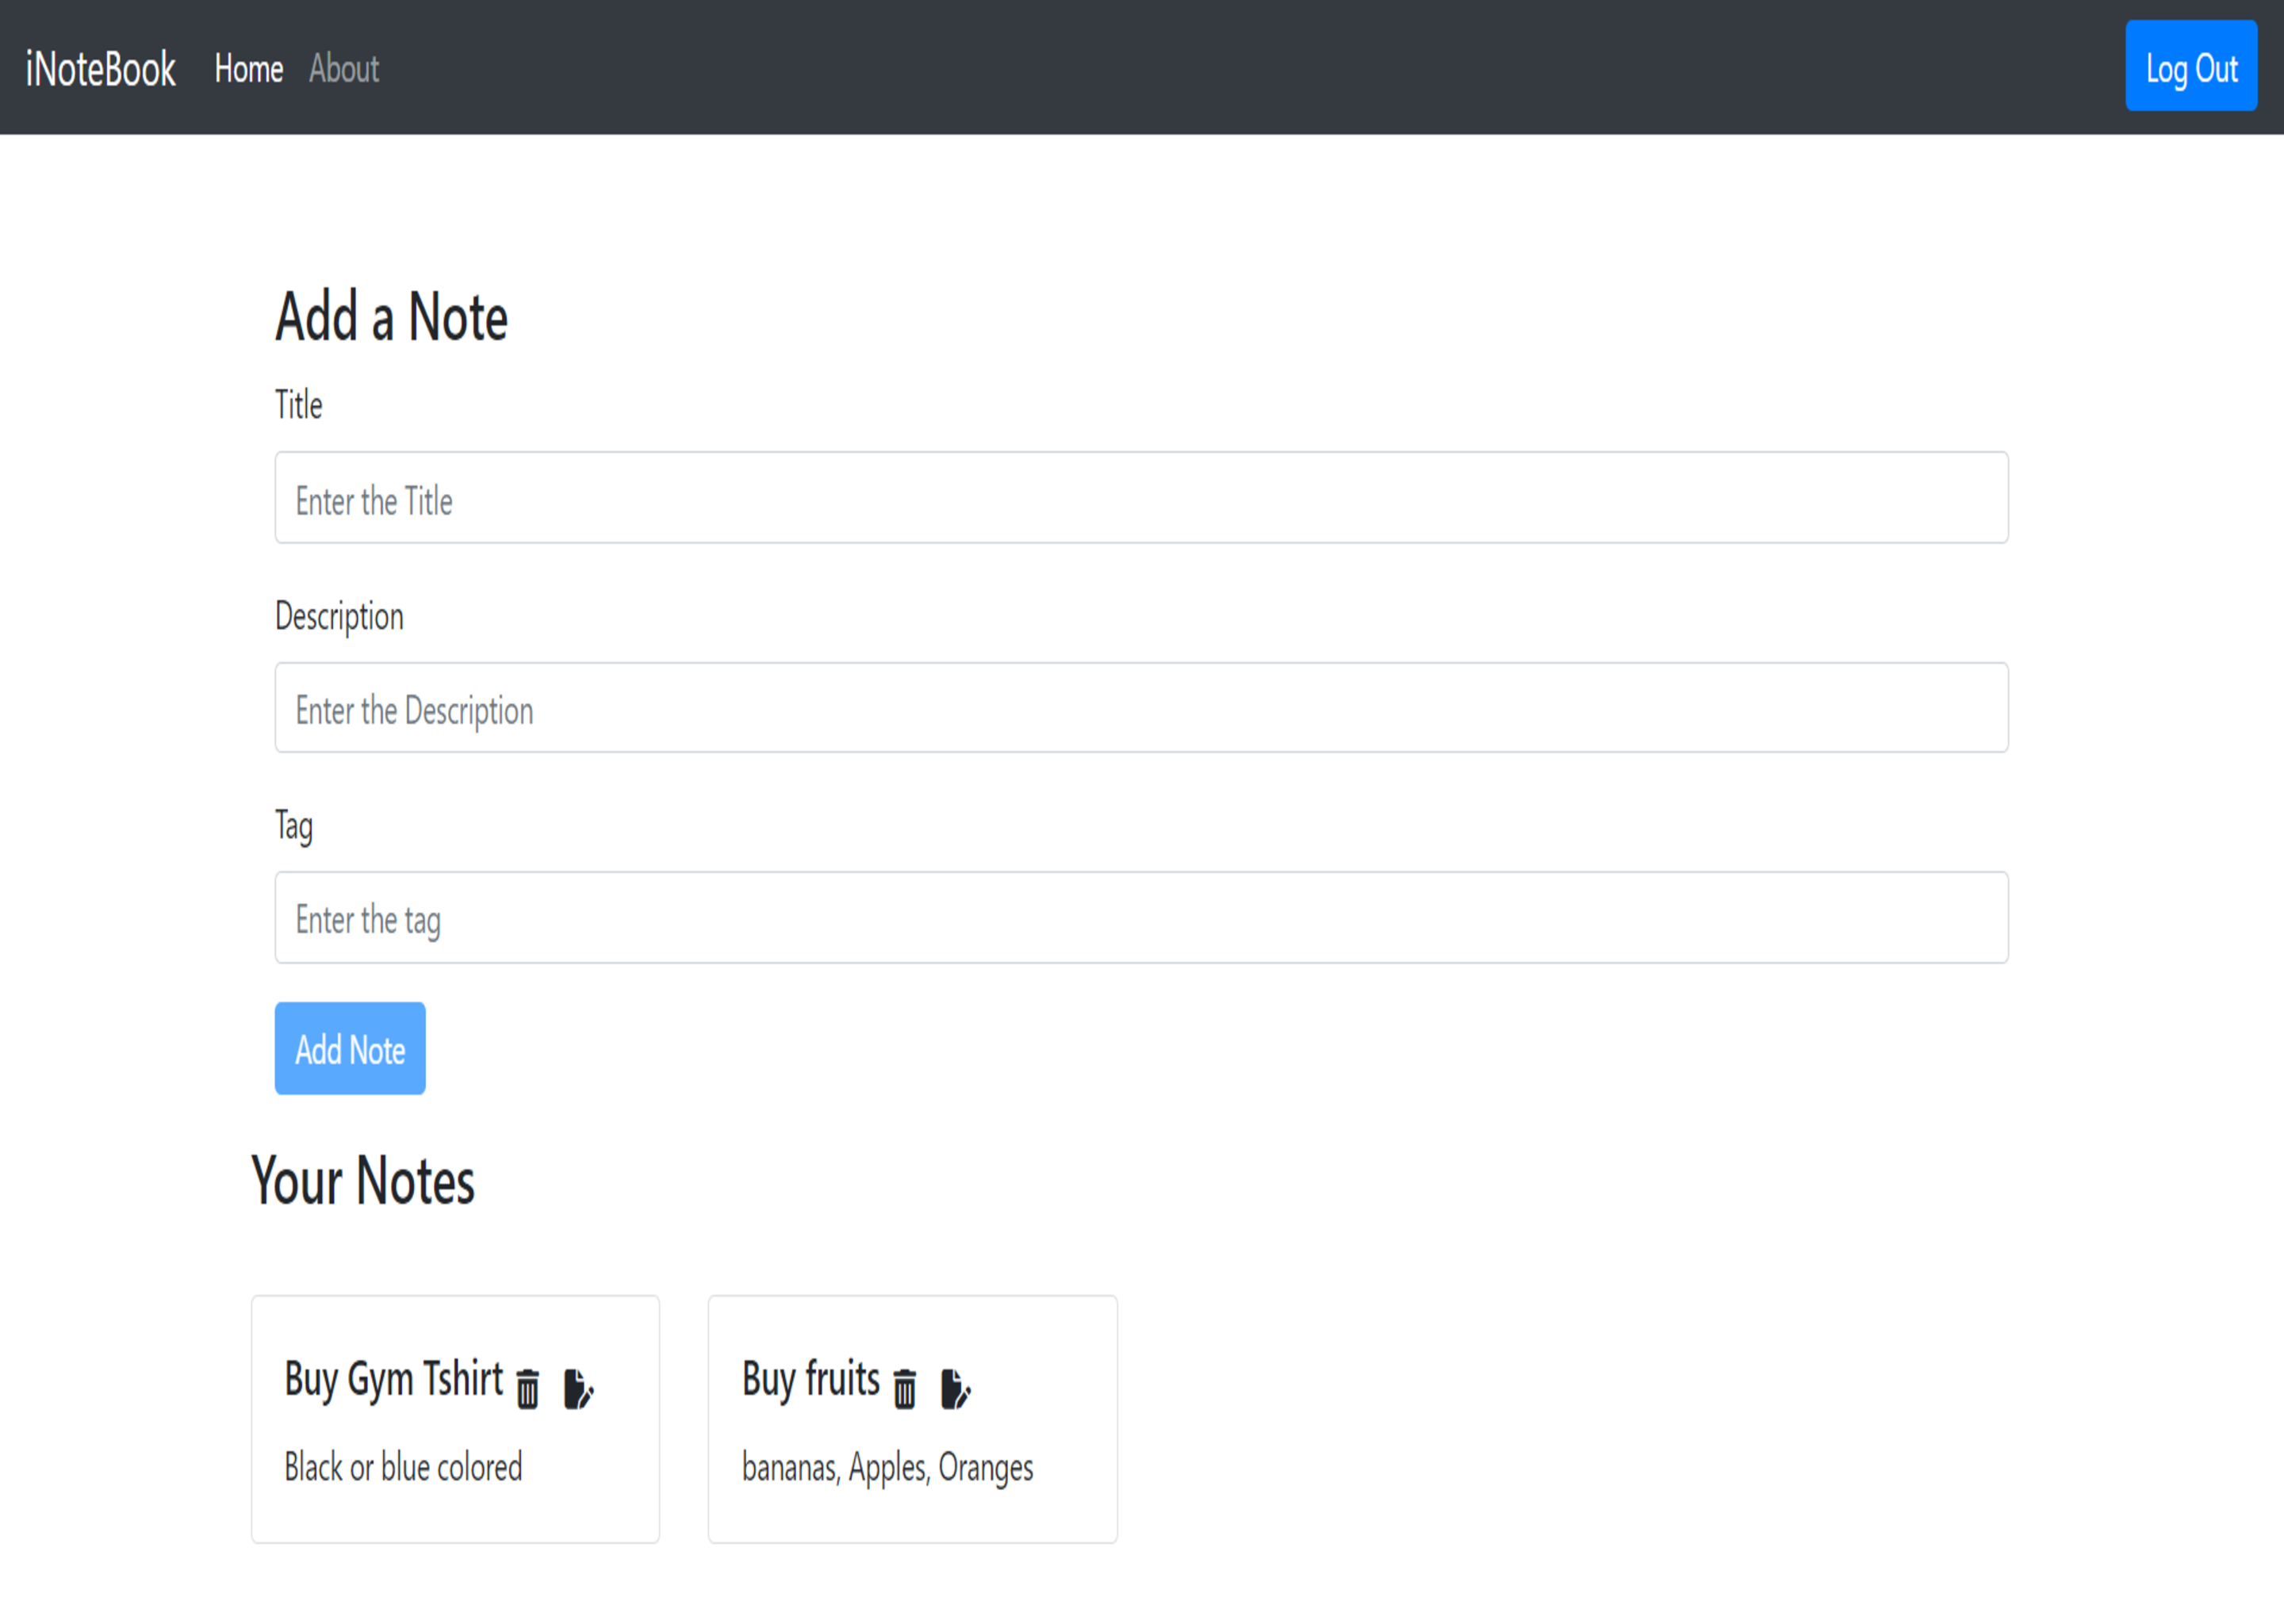 iNoteBook Home About Log Out
Add a Note
Title
Enter the Title
Description
Enter the Description
Tag
Enter the tag
Add Note
Your Notes
Buy Gym Tshirt
Black or blue colored
Buy fruits
bananas, Apples, Oranges